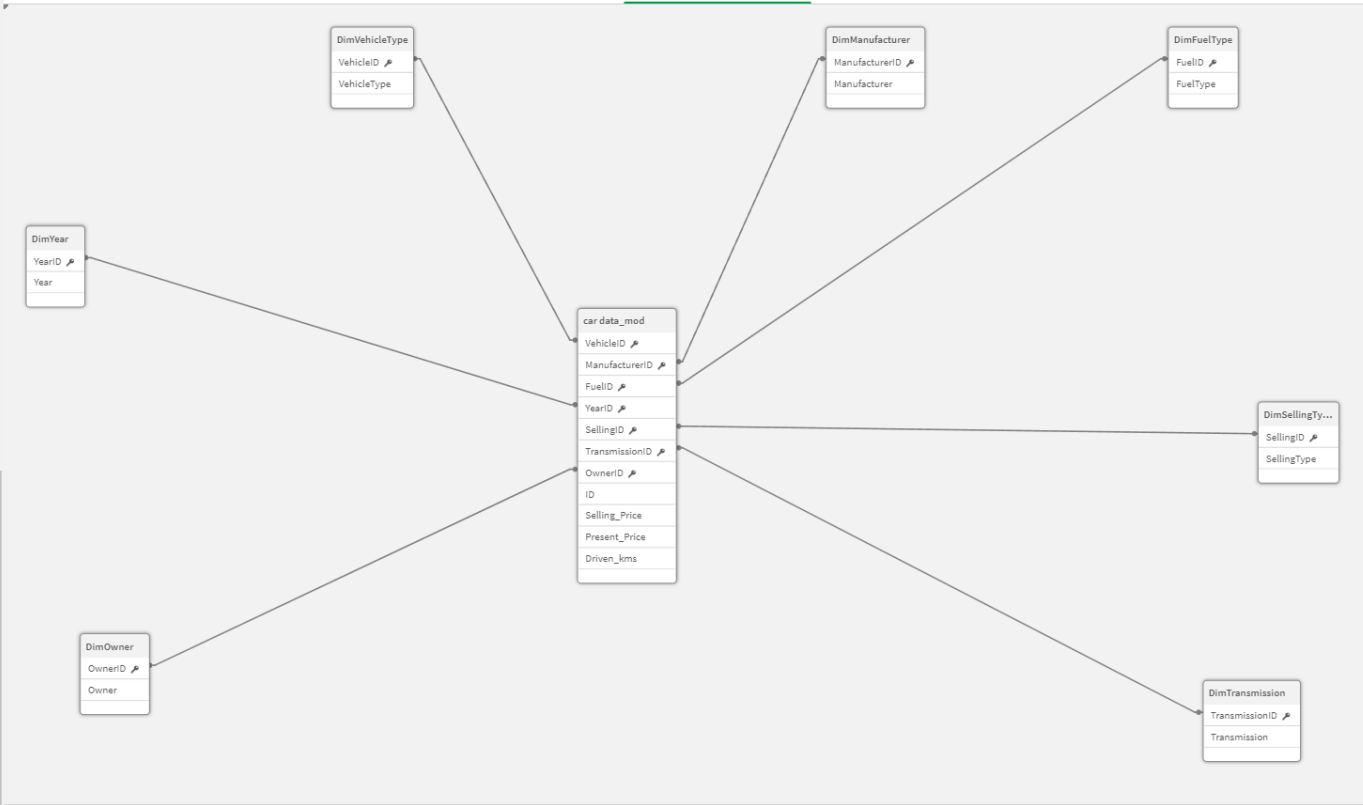 DimVehicleType
VehicleID
VehicleType
DimManufacturer
ManufacturerID
Manufacturer
DimFuelType
FuelID
FuelType
DimYear
YearID
Year
car data_mod
VehicleID
ManufacturerID
FuelID
YearID
SellingID
TransmissionID
OwnerID
ID
Selling_Price
Present_Price
Driven_kms
DimSellingTy...
SellingID
SellingType
DimOwner
OwnerID
Owner
DimTransmission
TransmissionID
Transmission